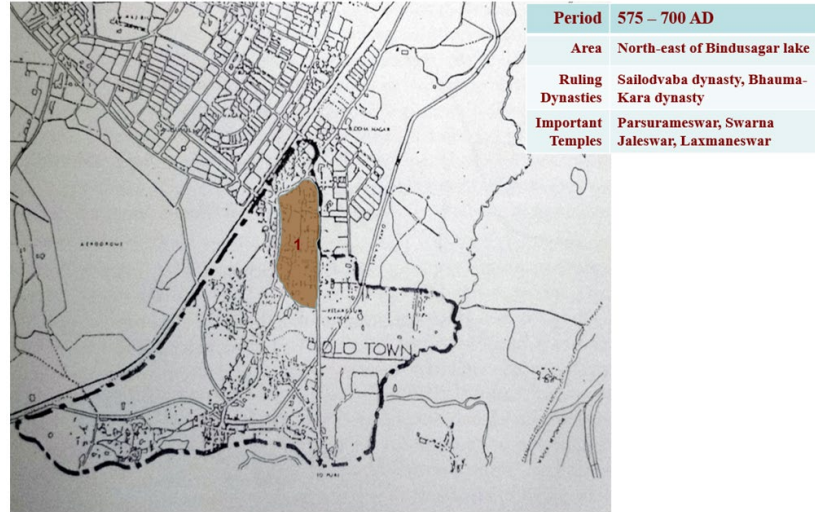 Period 575 – 700 AD
Area North-east of Bindusagar lake
Ruling Dynasties Sailodvaba dynasty, Bhauma-
Kara dynasty
Important Temples Parsurameswar, Swarna
Jaleswar, Laxmaneswar
AERODROME
1
OLD TOWN
TO PURI